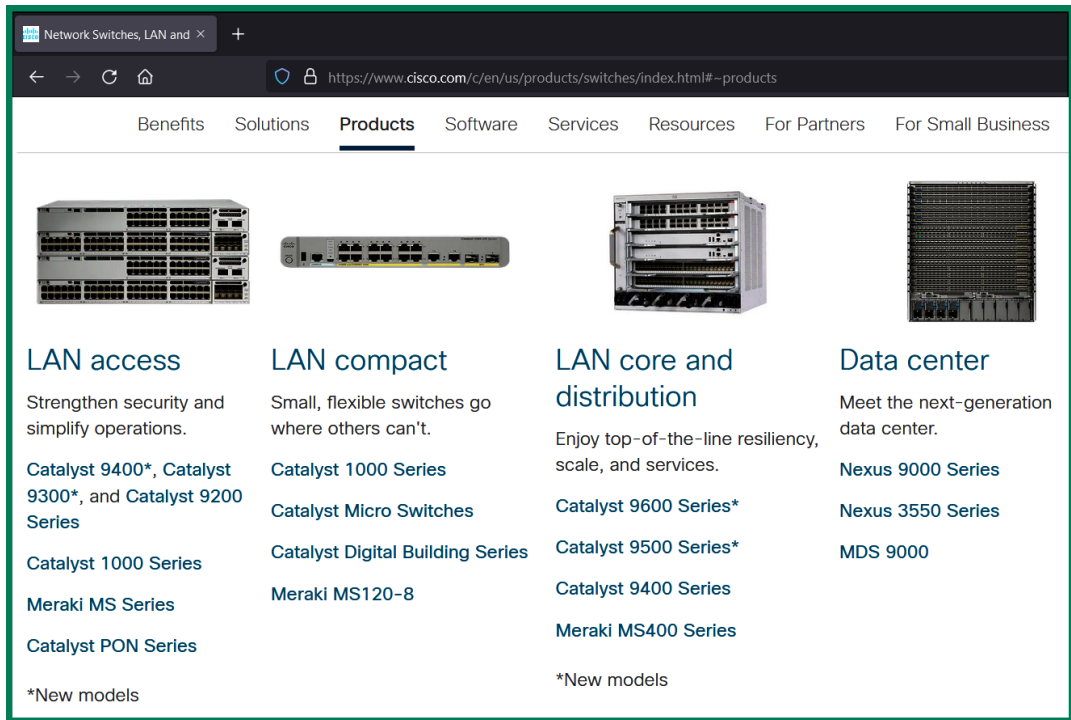 Network Switches, LAN and
https://www.cisco.com/c/en/us/products/switches/index.html#~products
Benefits Solutions Products Software Services Resources For Partners For Small Business
LAN access
Strengthen security and
simplify operations.
Catalyst 9400*, Catalyst
9300*, and Catalyst 9200
Series
Catalyst 1000 Series
Meraki MS Series
Catalyst PON Series
*New models
LAN compact
Small, flexible switches go
where others can't.
Catalyst 1000 Series
Catalyst Micro Switches
Catalyst Digital Building Series
Meraki MS120-8
LAN core and
distribution
Enjoy top-of-the-line resiliency,
scale, and services.
Catalyst 9600 Series*
Catalyst 9500 Series*
Catalyst 9400 Series
Meraki MS400 Series
*New models
Data center
Meet the next-generation
data center.
Nexus 9000 Series
Nexus 3550 Series
MDS 9000